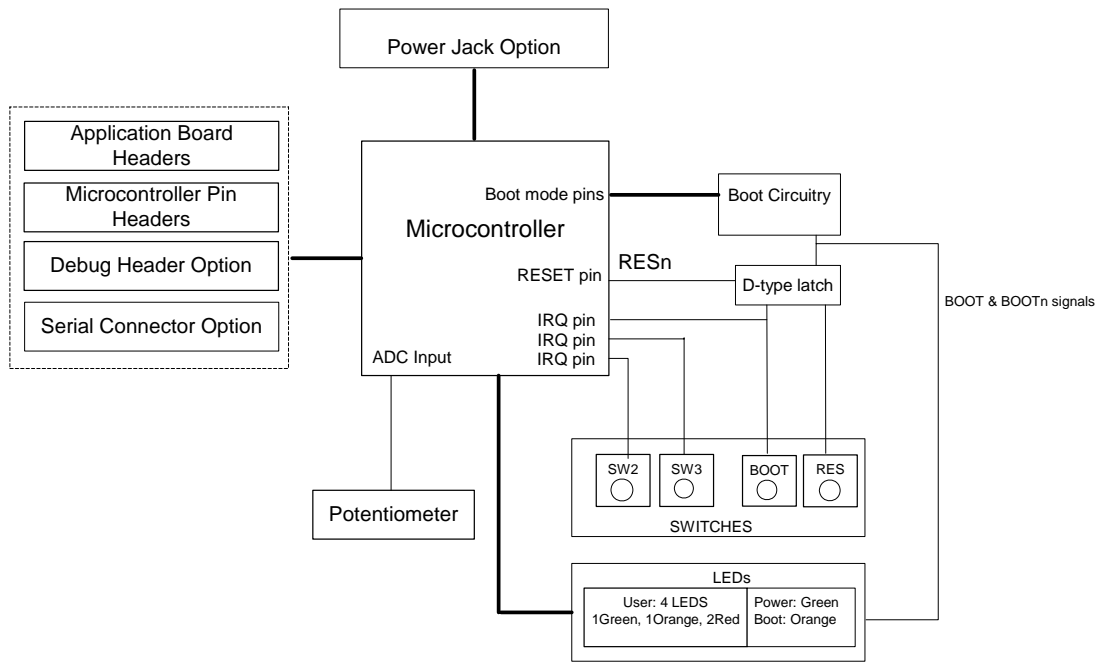 Power Jack Option
Application Board
Headers
Microcontroller Pin
Headers
Debug Header Option
Serial Connector Option
Boot mode pins
Microcontroller
RESET pin
IRQ pin
IRQ pin
IRQ pin
ADC Input
RESn
Boot Circuitry
D-type latch
BOOT & BOOTn signals
SW2
SW3
BOOT
RES
SWITCHES
Potentiometer
LEDs
User: 4 LEDS
1Green, 1Orange, 2Red
Power: Green
Boot: Orange